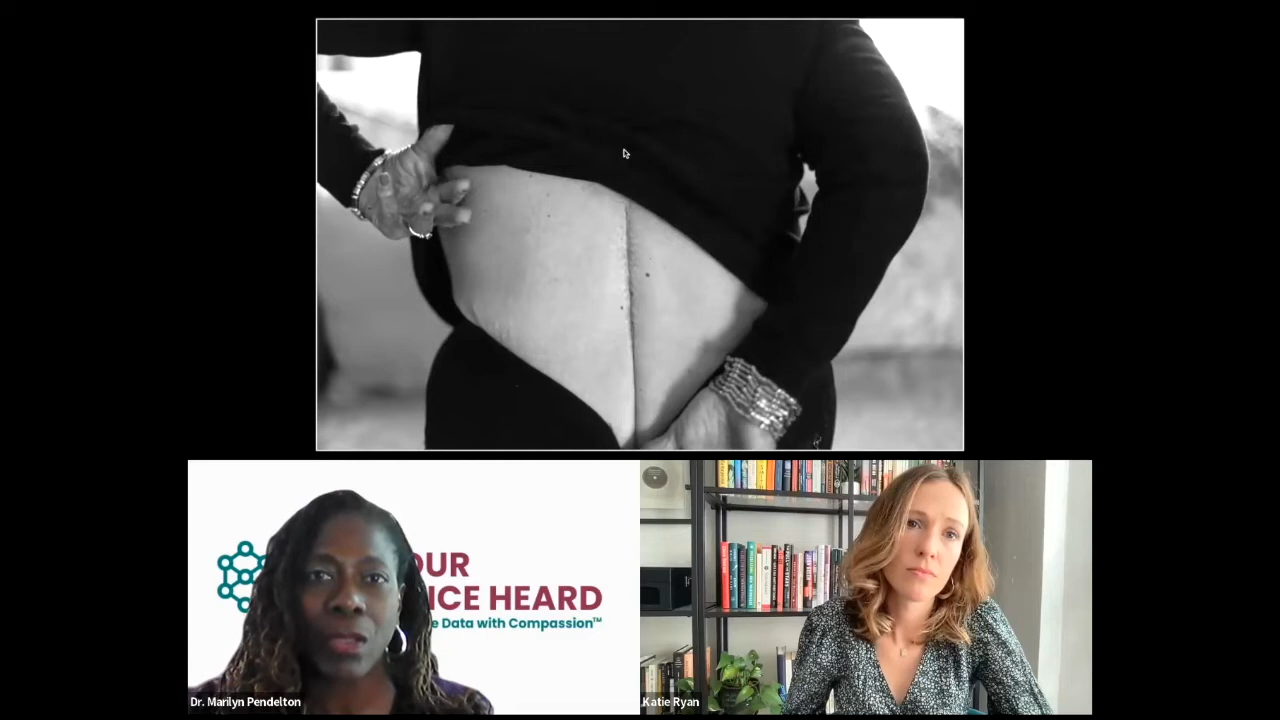 OUR
ICE HEARD
e Data with Compassion™
Dr. Marilyn Pendelton
Katie Ryan